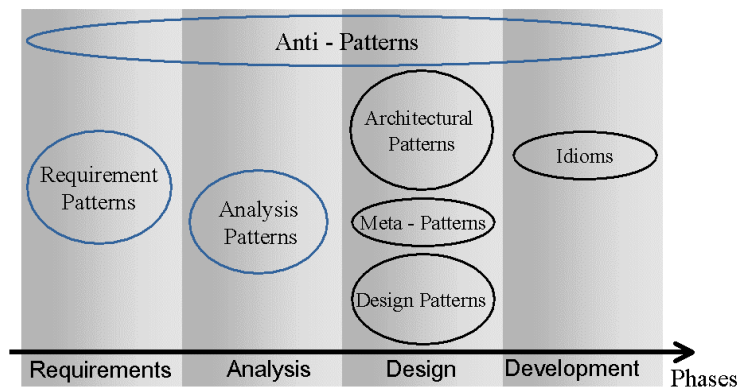 Anti - Patterns
Requirement
Patterns
Analysis
Patterns
Architectural
Patterns
Meta - Patterns
Design Patterns
Idioms
Requirements
Analysis
Design
Development
Phases